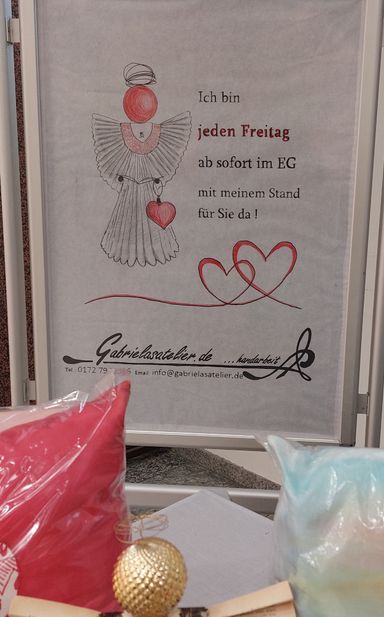 Ich bin
jeden Freitag
ab sofort im EG
mit meinem Stand
für Sie da !
Gabrielasatelier.de ...handarbeit
Tel. 0172 79 Email info@gabrielasatelier.de